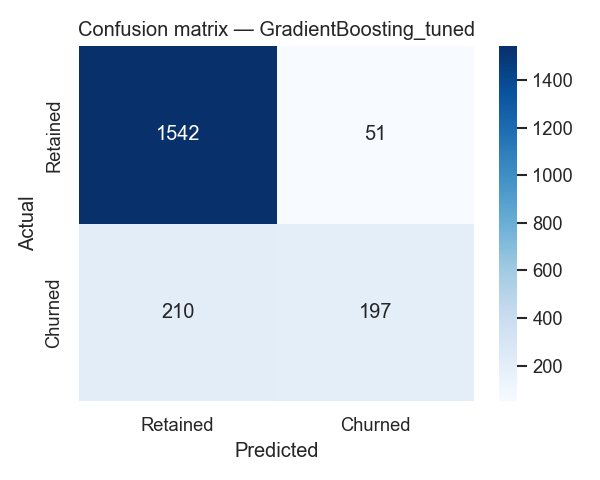 Confusion matrix — GradientBoosting_tuned
Actual
Retained
Churned
1542
51
210
197
Retained
Churned
Predicted
1400
1200
1000
800
600
400
200